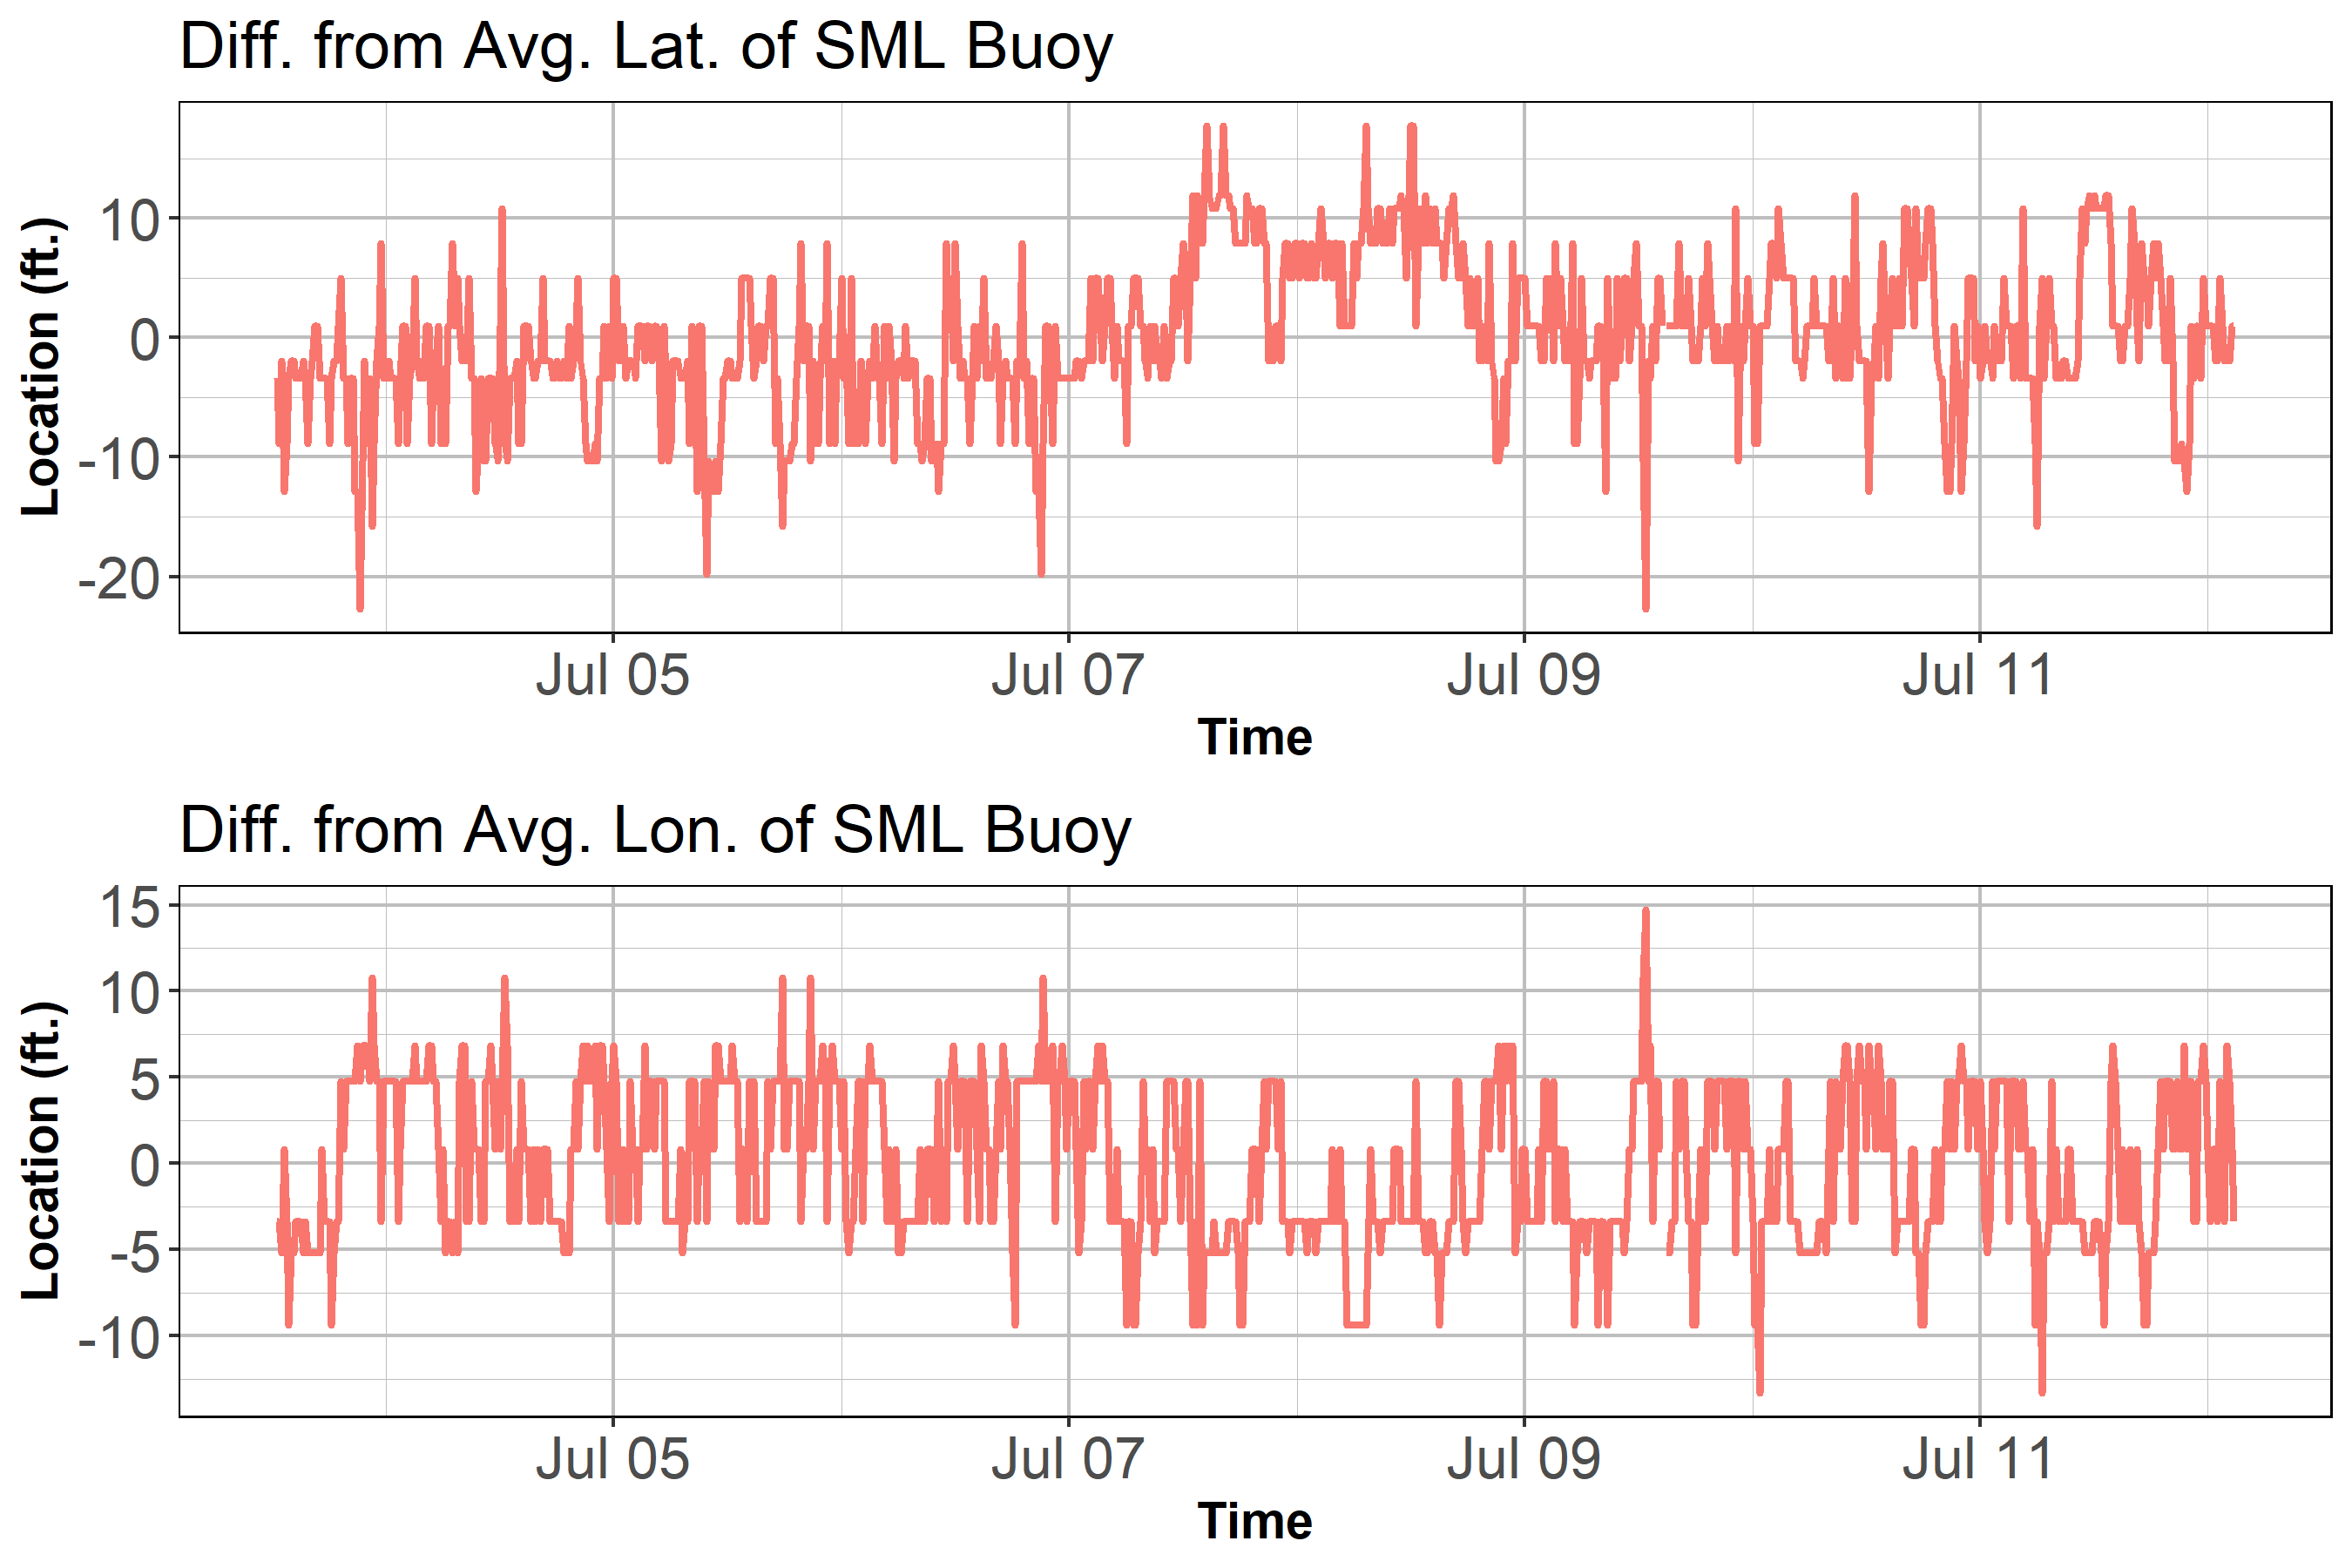 Diff. from Avg. Lat. of SML Buoy
Location (ft.)
10
0
-10
-20
Jul 05 Jul 07 Jul 09 Jul 11
Time
Diff. from Avg. Lon. of SML Buoy
Location (ft.)
15
10
5
0
-5
-10
Jul 05 Jul 07 Jul 09 Jul 11
Time